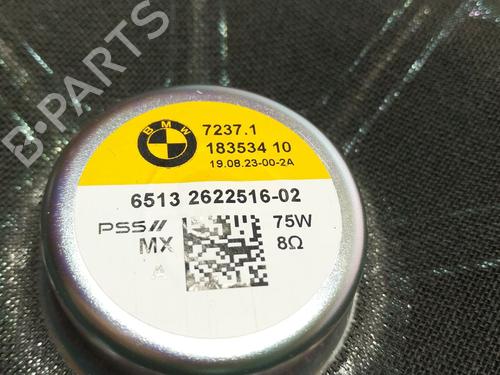 B-PARTS
BMW
7237.1
183534 10
19.08.23-00-2A
6513 2622516-02
PSS//
75W
MX
8Ω
A